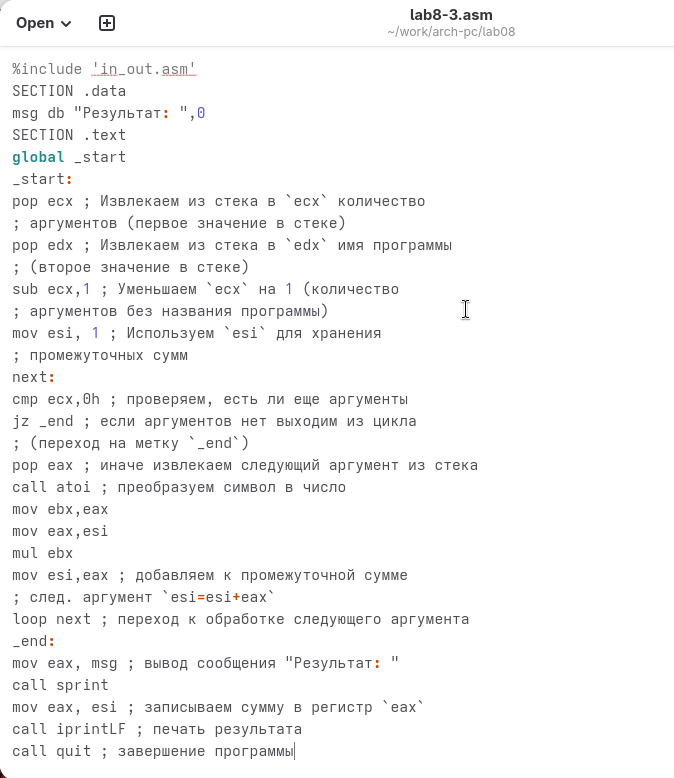 Open
lab8-3.asm
~/work/arch-pc/lab08
%include 'in_out.asm'
SECTION .data
msg db "Результат: ",0
SECTION .text
global _start
_start:
pop ecx ; Извлекаем из стека в `ecx` количество
; аргументов (первое значение в стеке)
pop edx ; Извлекаем из стека в `edx` имя программы
; (второе значение в стеке)
sub ecx,1 ; Уменьшаем `ecx` на 1 (количество
; аргументов без названия программы)
mov esi, 1 ; Используем `esi` для хранения
; промежуточных сумм
next:
cmp ecx,0h ; проверяем, есть ли еще аргументы
jz _end ; если аргументов нет выходим из цикла
; (переход на метку `_end`)
pop eax ; иначе извлекаем следующий аргумент из стека
call atoi ; преобразуем символ в число
mov ebx,eax
mov eax,esi
mul ebx
mov esi,eax ; добавляем к промежуточной сумме
; след. аргумент `esi=esi+eax`
loop next ; переход к обработке следующего аргумента
_end:
mov eax, msg ; вывод сообщения "Результат: "
call sprint
mov eax, esi ; записываем сумму в регистр `eax`
call iprintLF ; печать результата
call quit ; завершение программы